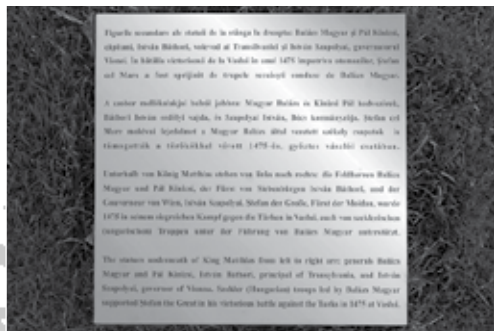 Figurile secundare ale statuii de la stânga la dreapta: Balázs Magyar și Pál Kinizsi,
căpitani, István Báthori, voievod al Transilvaniei și István Szapolyai, guvernatorul
Vienei. În bătălia victorioasă de la Vaslui în anul 1475 împotriva otomanilor, Ștefan
cel Mare a fost sprijinit de trupele secuiești conduse de Balázs Magyar.
A szobor mellékalakjai balról jobbra: Magyar Balázs és Kinizsi Pál hadvezérek,
Báthori István erdélyi vajda, és Szapolyai István, Bécs kormányzója. Ștefan cel
Mare moldvai fejedelmet a Magyar Balázs által vezetett székely csapatok is
támogatták a törökökkel vívott 1475-ös, győztes vászlói csatában.
Unterhalb von König Matthias stehen von links nach rechts: die Feldherren Balázs
Magyar und Pál Kinizsi, der Fürst von Siebenbürgen István Báthori, und der
Gouverneur von Wien, István Szapolyai. Stefan der Große, Fürst der Moldau, wurde
1475 in seinem siegreichen Kampf gegen die Türken in Vaslui, auch von szeklerischen
(ungarischen) Truppen unter der Führung von Balázs Magyar unterstützt.
The statues underneath of King Matthias from left to right are: generals Balázs
Magyar and Pál Kinizsi, István Báthori, principal of Transylvania, and István
Szapolyai, governor of Vienna. Szekler (Hungarian) troops led by Balázs Magyar
supported Stefan the Great in his victorious battle against the Turks in 1475 at Vaslui.